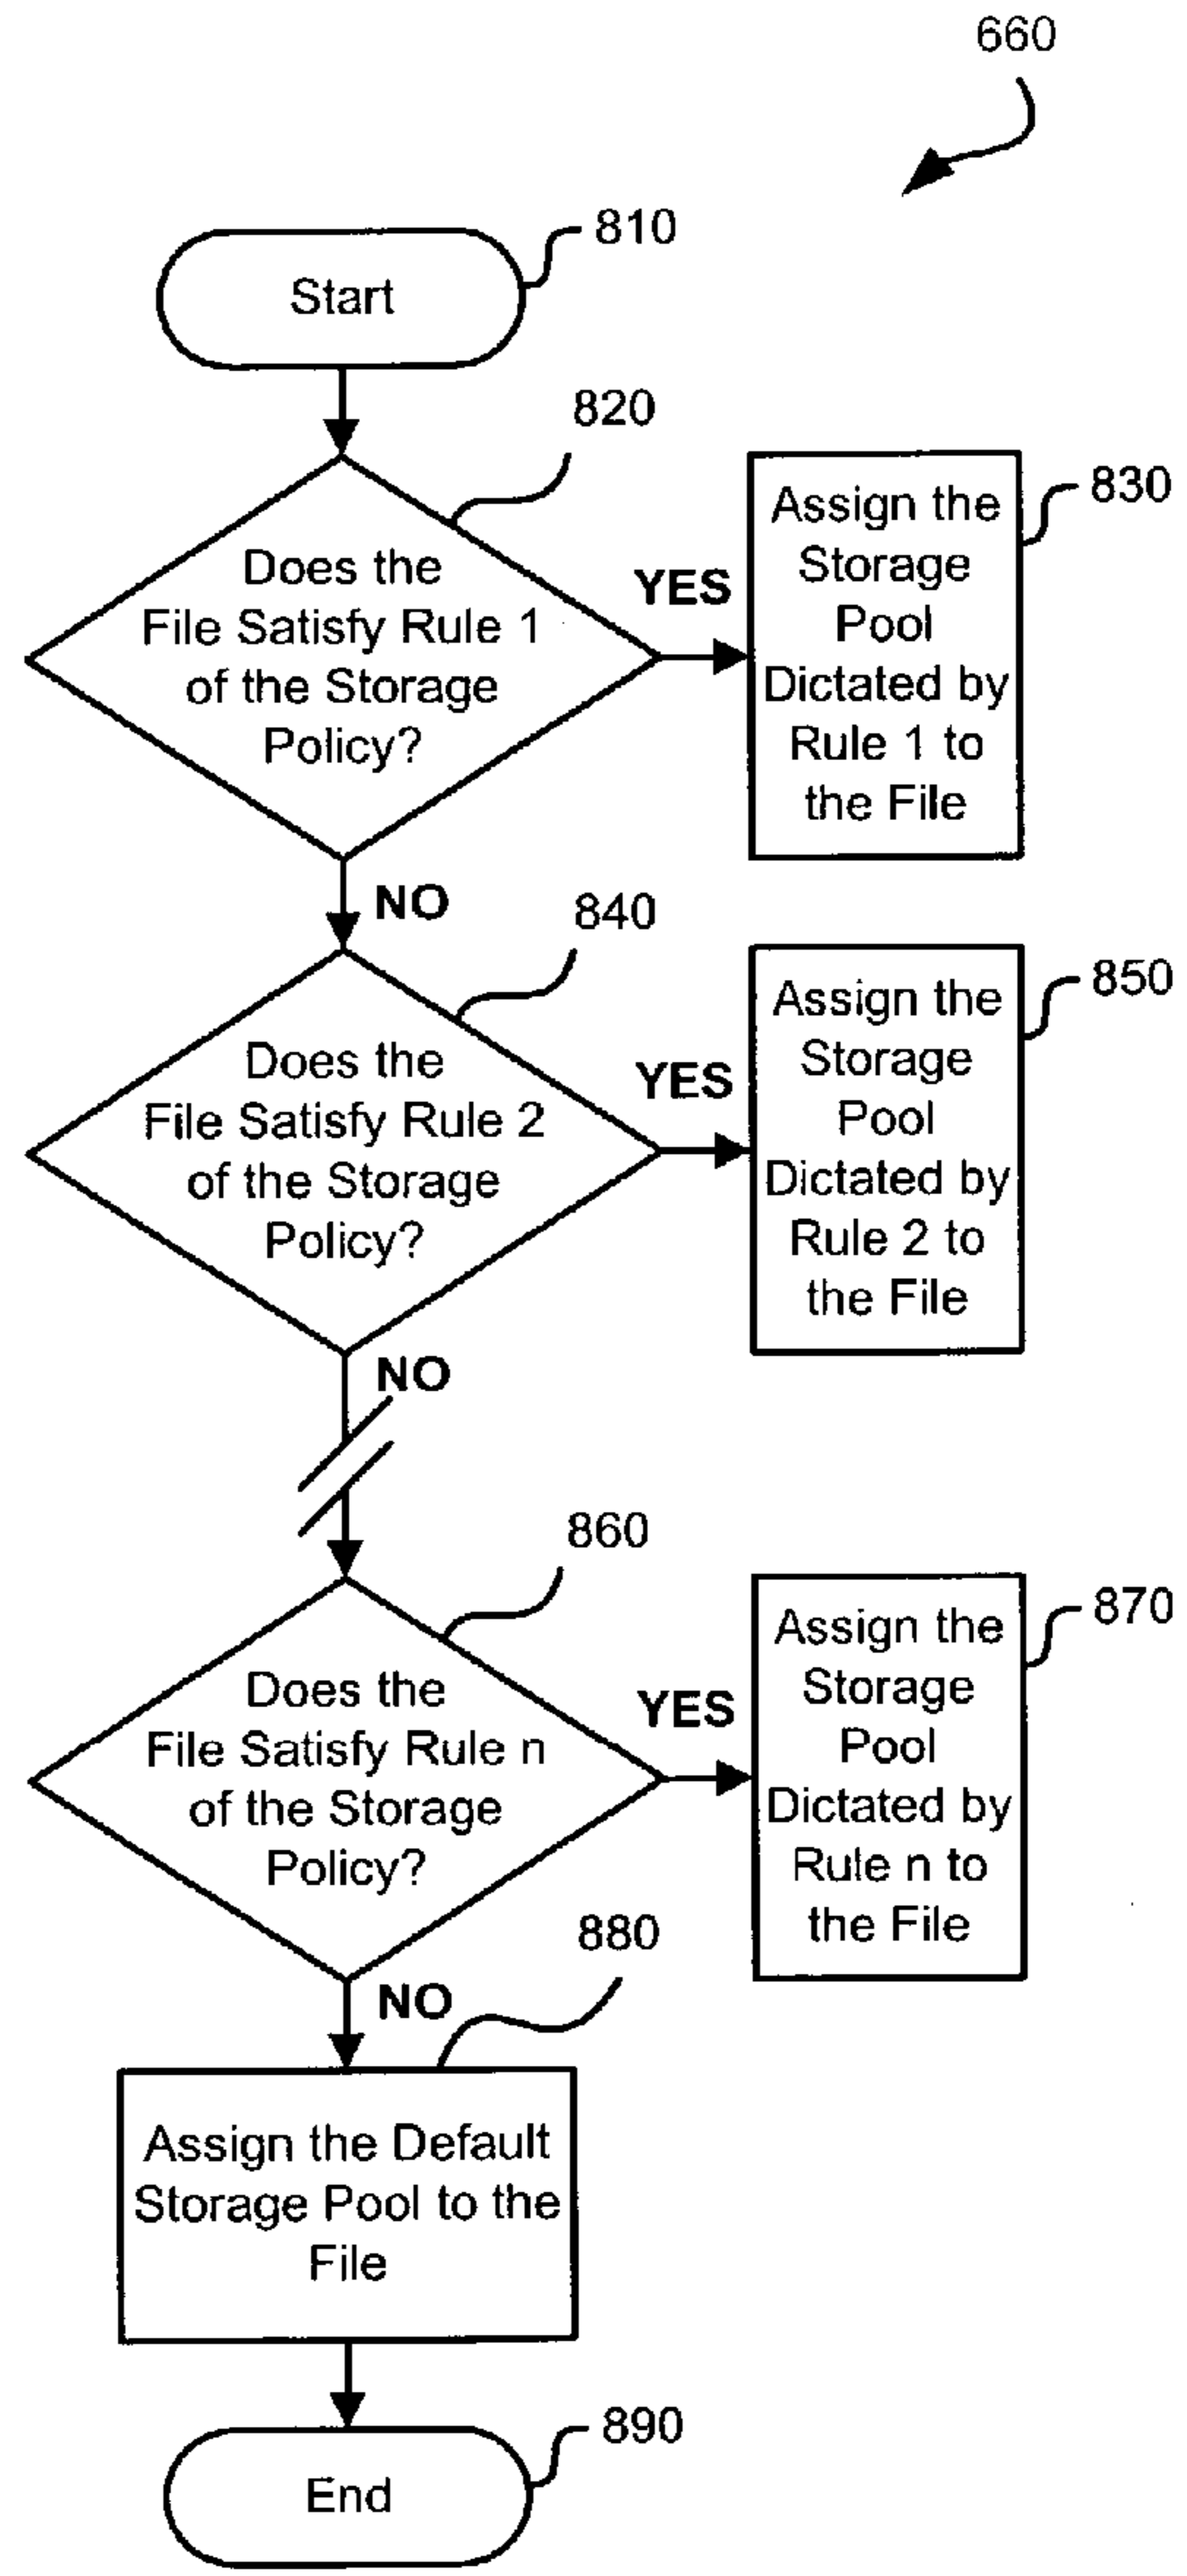 660
810
Start
820
Does the
File Satisfy Rule 1
of the Storage
Policy?
YES
830
Assign the
Storage
Pool
Dictated by
Rule 1 to
the File
NO
840
Does the
File Satisfy Rule 2
of the Storage
Policy?
YES
850
Assign the
Storage
Pool
Dictated by
Rule 2 to
the File
NO
860
Does the
File Satisfy Rule n
of the Storage
Policy?
YES
870
Assign the
Storage
Pool
Dictated by
Rule n to
the File
NO
880
Assign the Default
Storage Pool to the
File
890
End